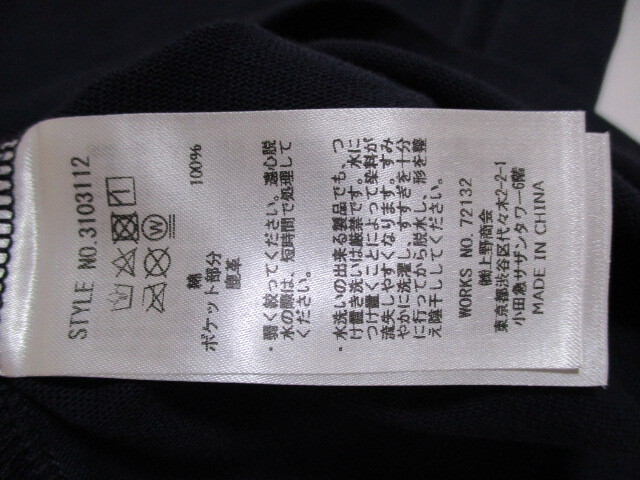 STYLE NO.3103112
W
綿 100%
ポケット部分
鹿革
・弱く絞ってください。遠心脱
水の際は、短時間で処理して
ください。
・水洗いの出来る製品でも、つ
け置き洗いは厳禁です。水に
つけ置くことによって染料が
流失しやすくなります。すみ
やかに洗濯し、すすぎを十分
に行ってから脱水し、形を整
え陰干ししてください。
WORKS NO.72132
㈱上野商会
東京都渋谷区代々木2-2-1
小田急サザンタワー6階
MADE IN CHINA